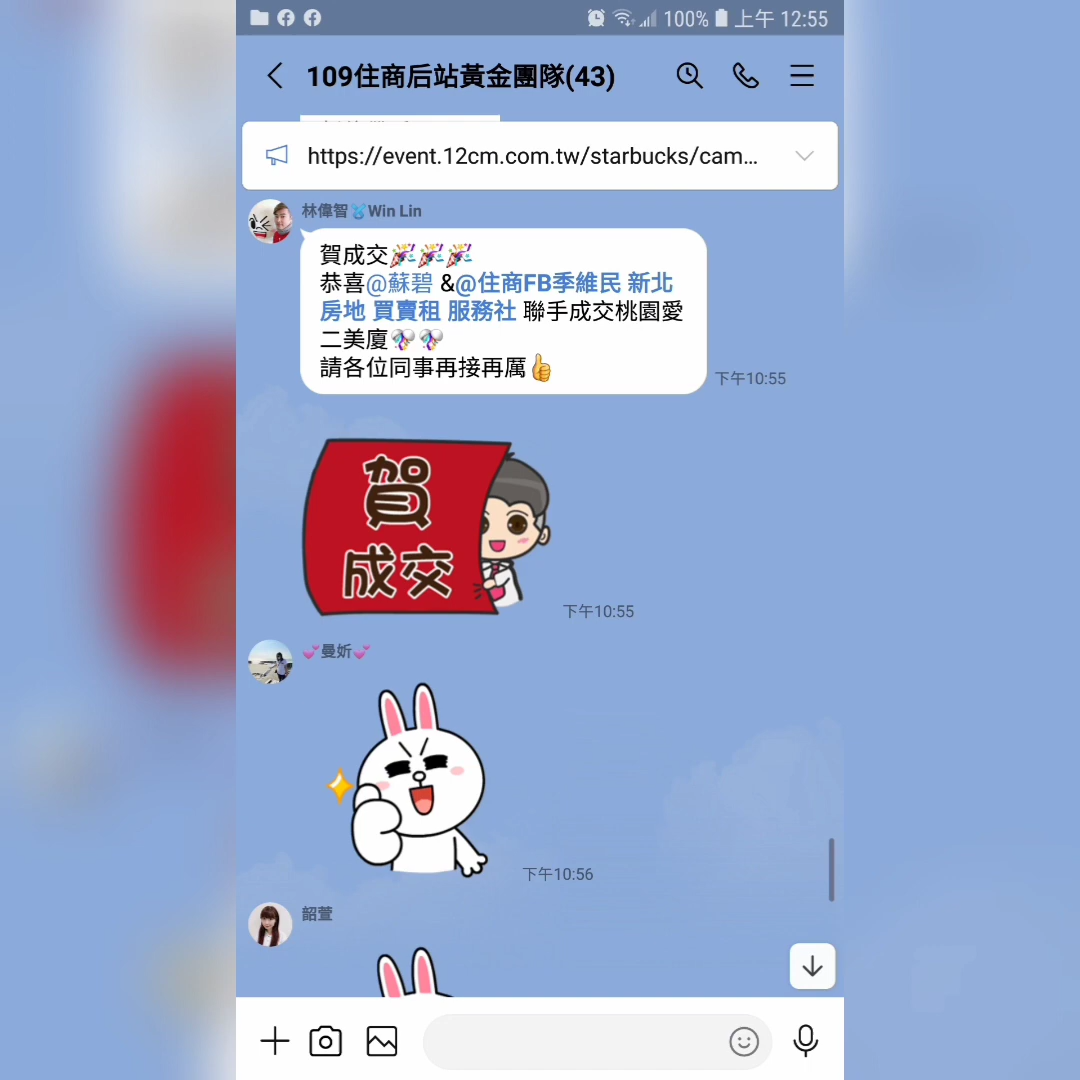 100% 上午 12:55
109住商后站黃金團隊(43)
https://event.12cm.com.tw/starbucks/cam...
林偉智 Win Lin
賀成交🎉🎉🎉
恭喜@蘇碧 &@住商FB季維民 新北
房地 買賣租 服務社 聯手成交桃園愛
二美廈🎊🎊
請各位同事再接再厲👍
下午10:55
賀
成交
下午10:55
💕曼妡💕
下午10:56
韶萱